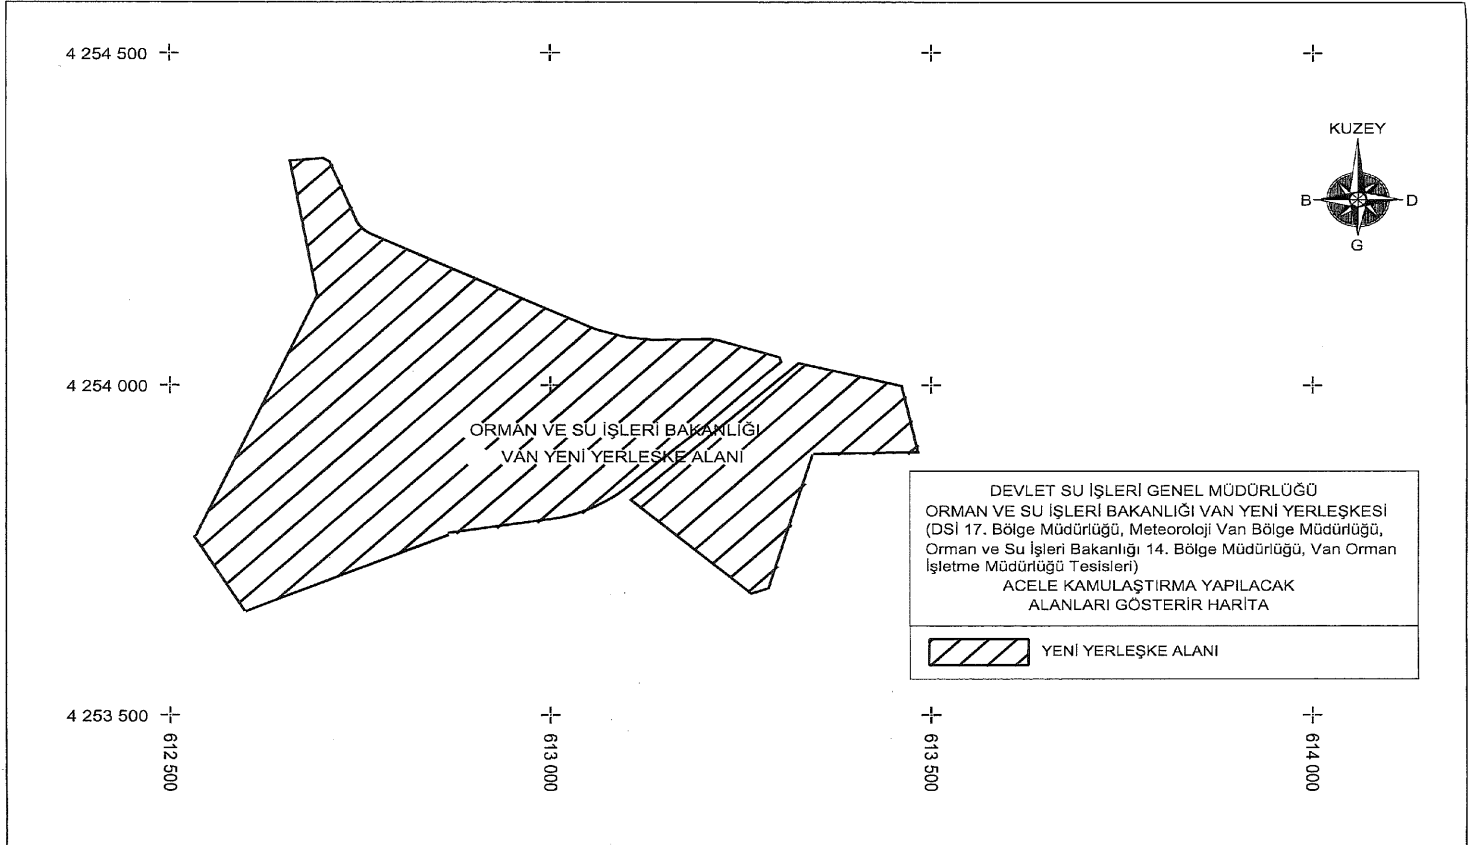 4 254 500
KUZEY
B
D
G
4 254 000
ORMAN VE SU İŞLERİ BAKANLIĞI
VAN YENİ YERLEŞKE ALANI
DEVLET SU İŞLERİ GENEL MÜDÜRLÜĞÜ
ORMAN VE SU İŞLERİ BAKANLIĞI VAN YENİ YERLEŞKESİ
(DSİ 17. Bölge Müdürlüğü, Meteoroloji Van Bölge Müdürlüğü,
Orman ve Su İşleri Bakanlığı 14. Bölge Müdürlüğü, Van Orman
İşletme Müdürlüğü Tesisleri)
ACELE KAMULAŞTIRMA YAPILACAK
ALANLARI GÖSTERİR HARİTA
YENİ YERLEŞKE ALANI
4 253 500
612 500
613 000
613 500
614 000